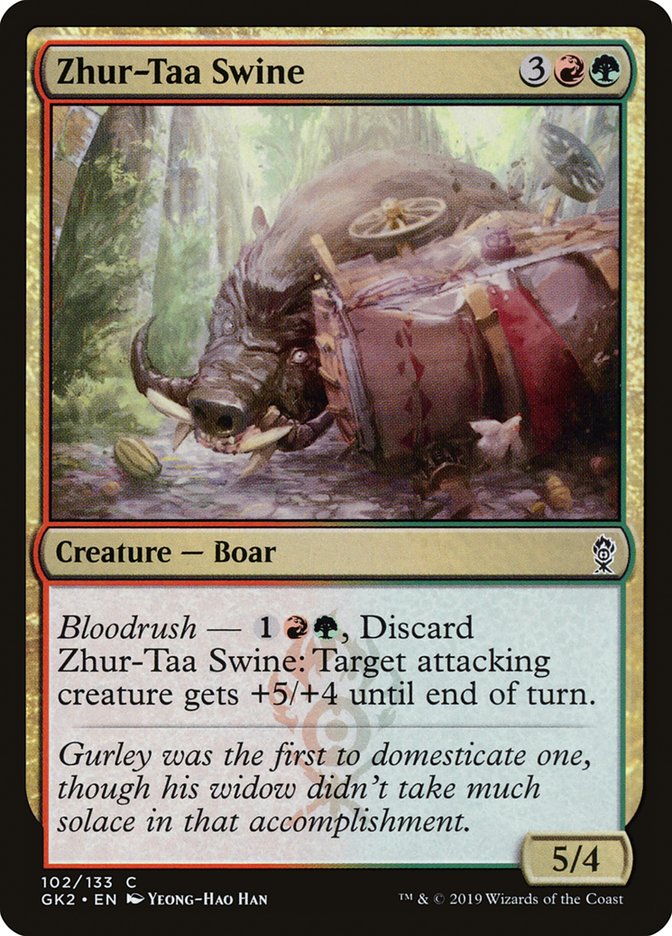 Zhur-Taa Swine 3
Creature — Boar
Bloodrush — 1, Discard
Zhur-Taa Swine: Target attacking
creature gets +5/+4 until end of turn.
Gurley was the first to domesticate one,
though his widow didn't take much
solace in that accomplishment.
5/4
102/133 C
GK2 • EN Yeong-Hao Han
™ & © 2019 Wizards of the Coast